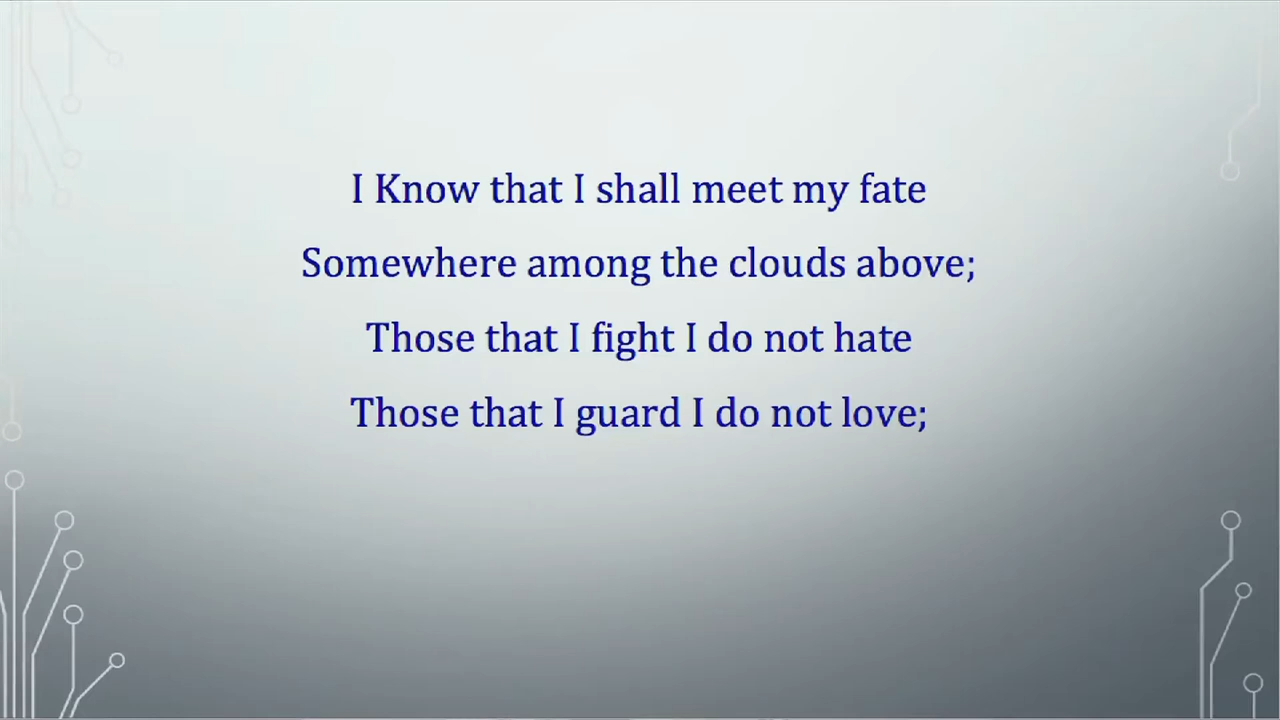 I Know that I shall meet my fate
Somewhere among the clouds above;
Those that I fight I do not hate
Those that I guard I do not love;